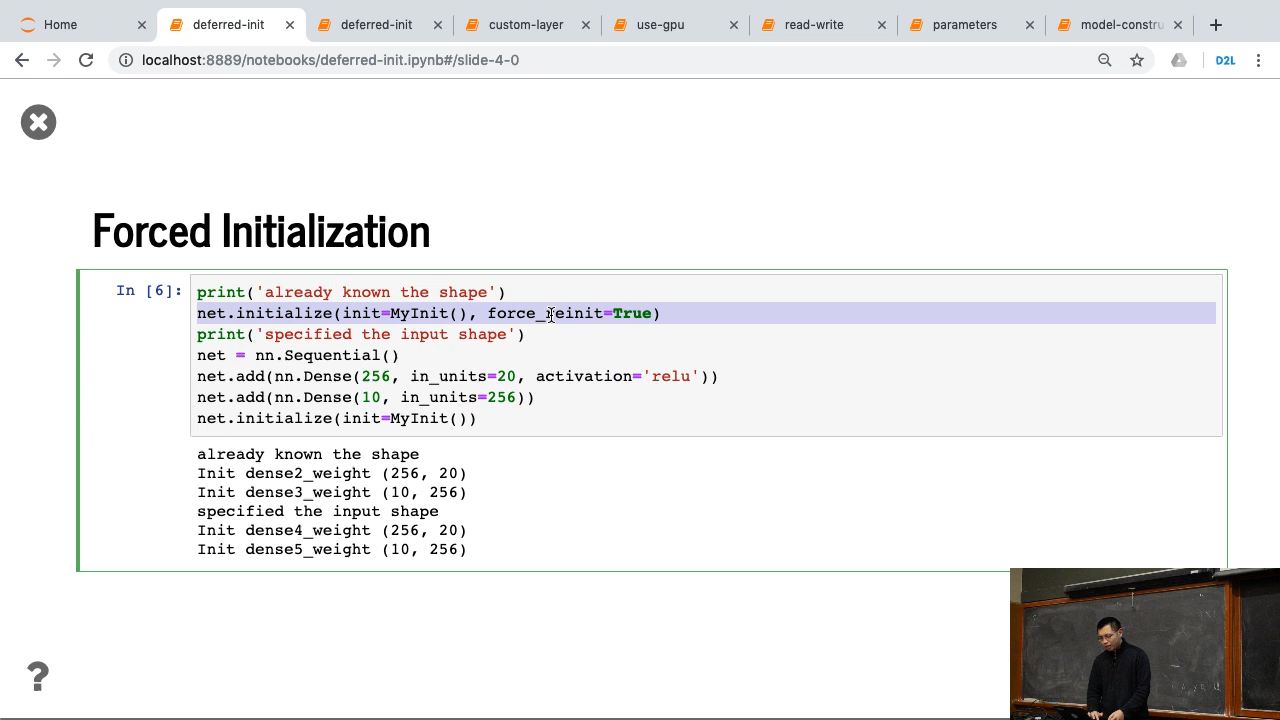 Home
deferred-init
deferred-init
custom-layer
use-gpu
read-write
parameters
model-constru
localhost:8889/notebooks/deferred-init.ipynb#/slide-4-0
D2L
Forced Initialization
In [6]:
print('already known the shape')
net.initialize(init=MyInit(), force_reinit=True)
print('specified the input shape')
net = nn.Sequential()
net.add(nn.Dense(256, in_units=20, activation='relu'))
net.add(nn.Dense(10, in_units=256))
net.initialize(init=MyInit())
already known the shape
Init dense2_weight (256, 20)
Init dense3_weight (10, 256)
specified the input shape
Init dense4_weight (256, 20)
Init dense5_weight (10, 256)
?